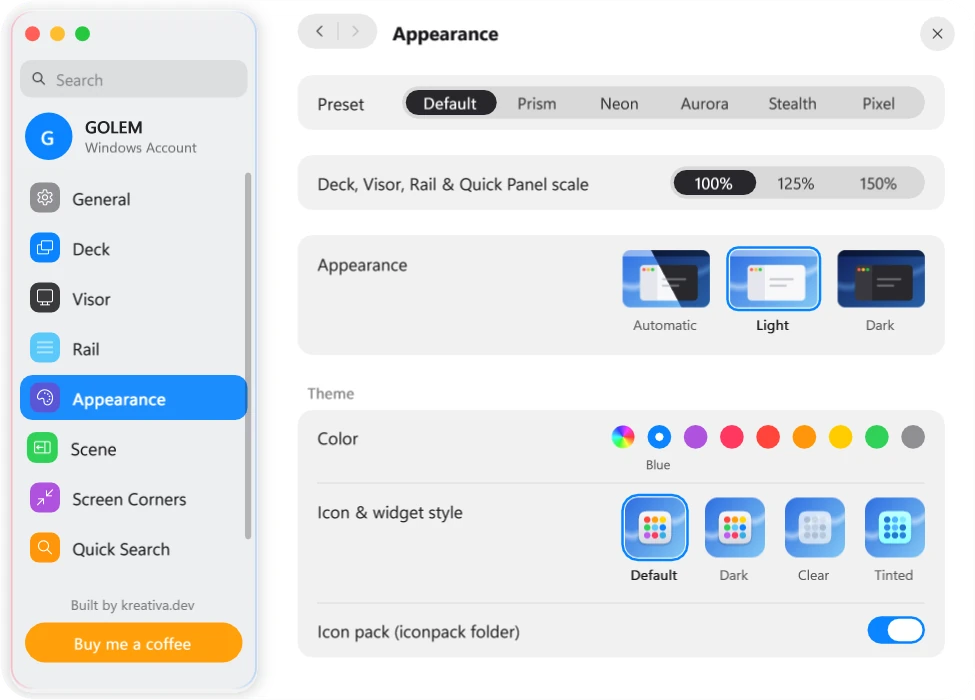 Search
G
GOLEM
Windows Account
General
Deck
Visor
Rail
Appearance
Scene
Screen Corners
Quick Search
Built by kreativa.dev
Buy me a coffee
Appearance
Preset
Default Prism Neon Aurora Stealth Pixel
Deck, Visor, Rail & Quick Panel scale
100% 125% 150%
Appearance
Automatic Light Dark
Theme
Color
Blue
Icon & widget style
Default Dark Clear Tinted
Icon pack (iconpack folder)